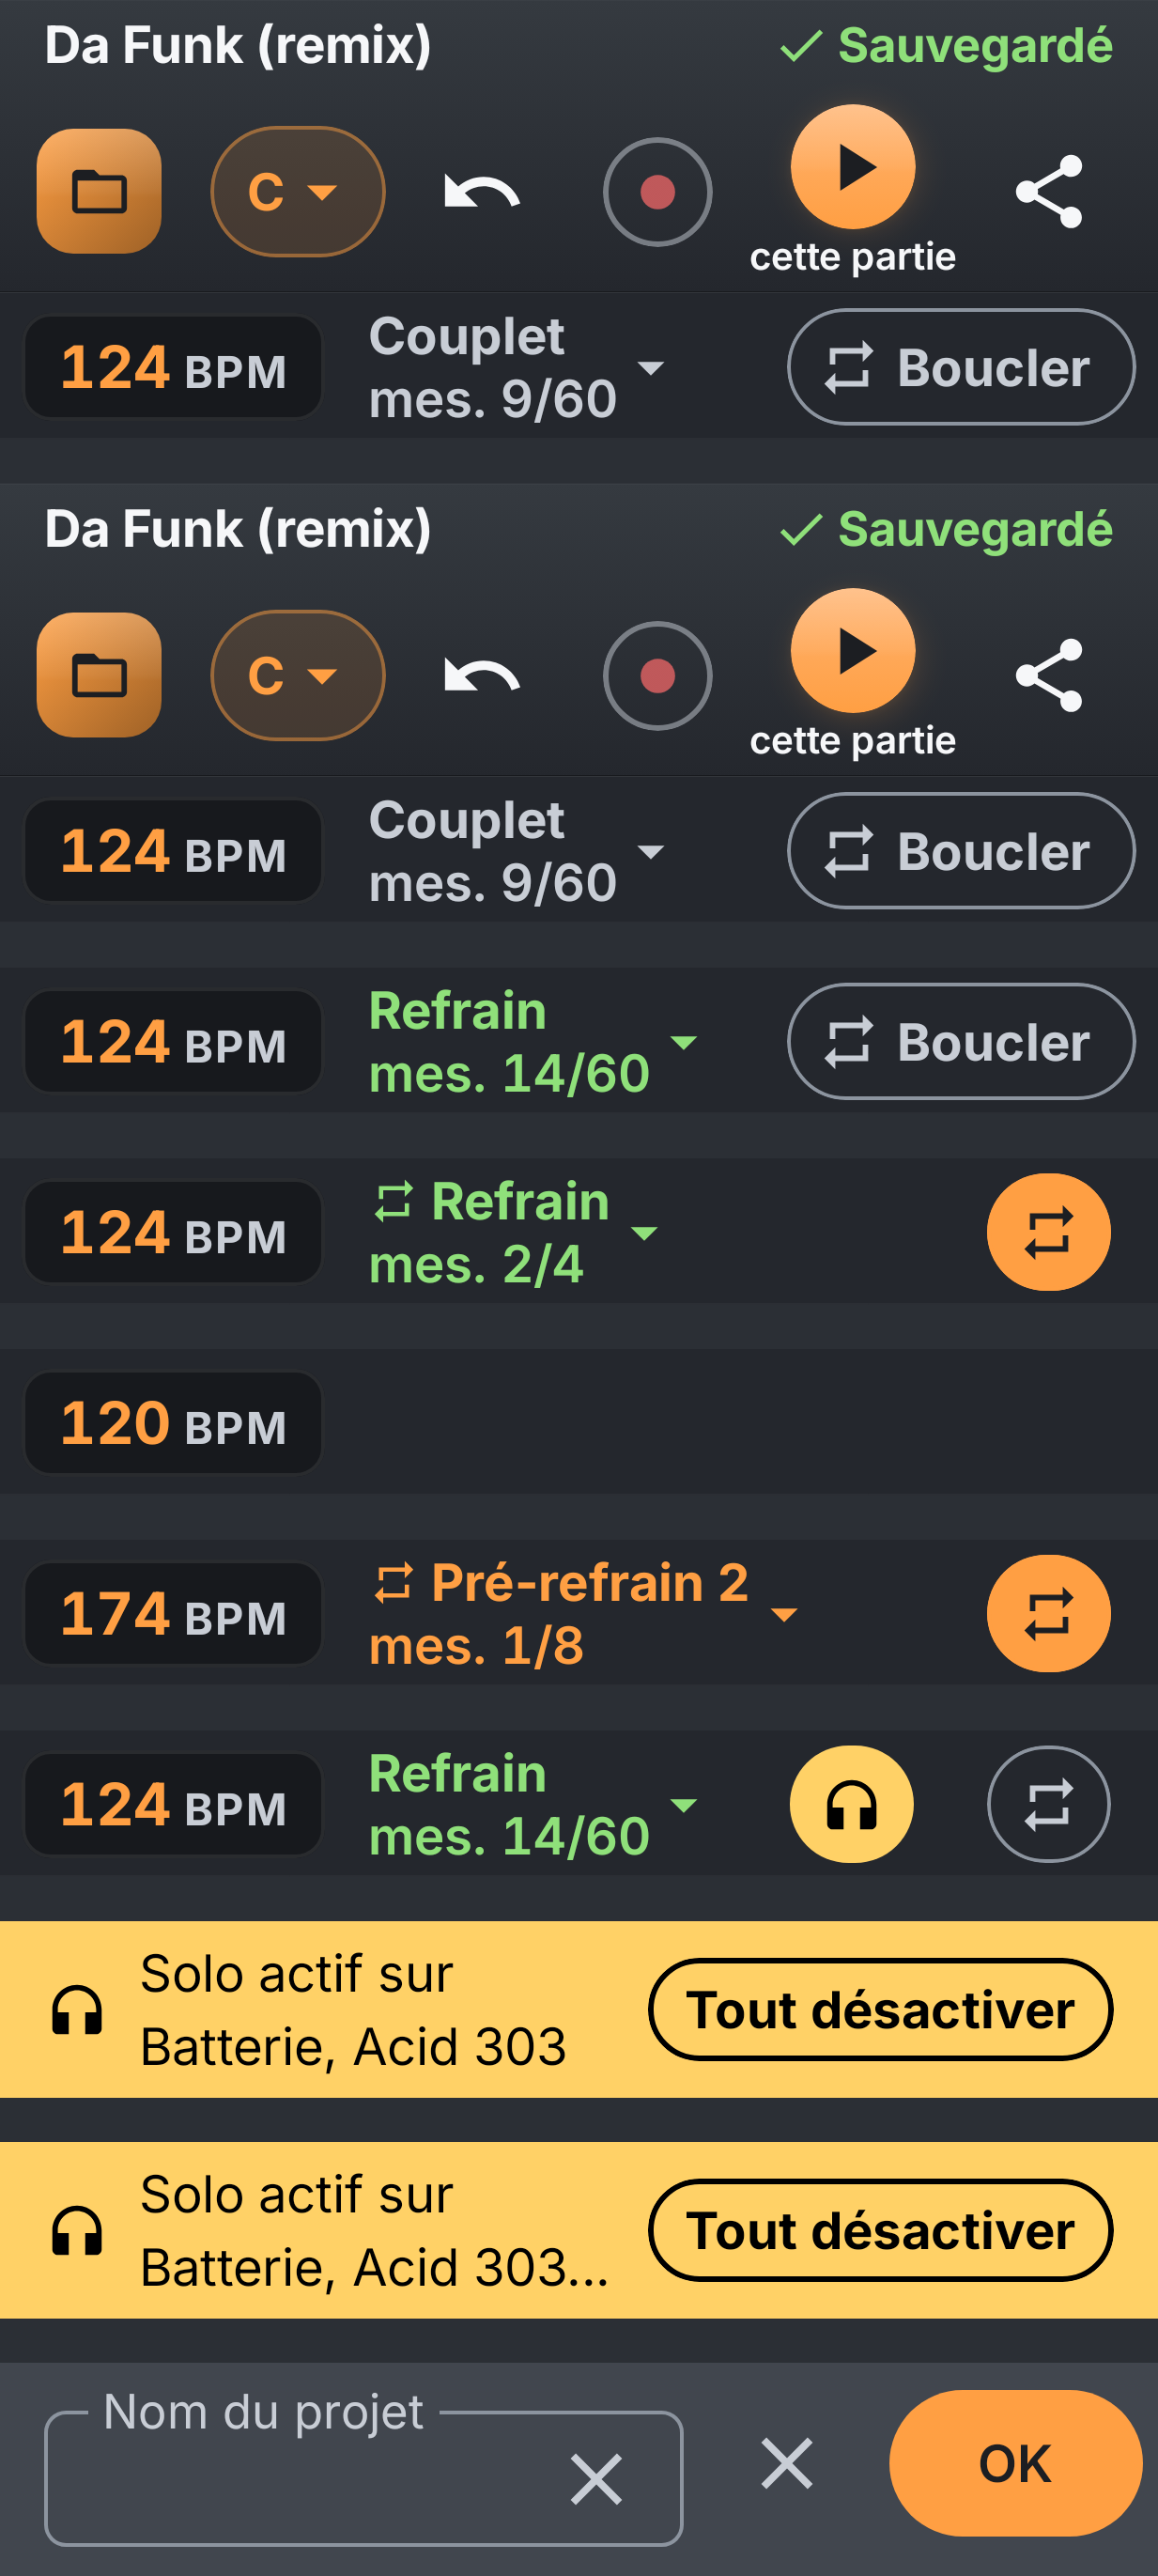 Da Funk (remix) Sauvegardé
C
cette partie
124 BPM
Couplet
mes. 9/60
Boucler
Da Funk (remix) Sauvegardé
C
cette partie
124 BPM
Couplet
mes. 9/60
Boucler
124 BPM
Refrain
mes. 14/60
Boucler
124 BPM
Refrain
mes. 2/4
120 BPM
174 BPM
Pré-refrain 2
mes. 1/8
124 BPM
Refrain
mes. 14/60
Solo actif sur
Batterie, Acid 303
Tout désactiver
Solo actif sur
Batterie, Acid 303...
Tout désactiver
Nom du projet
OK